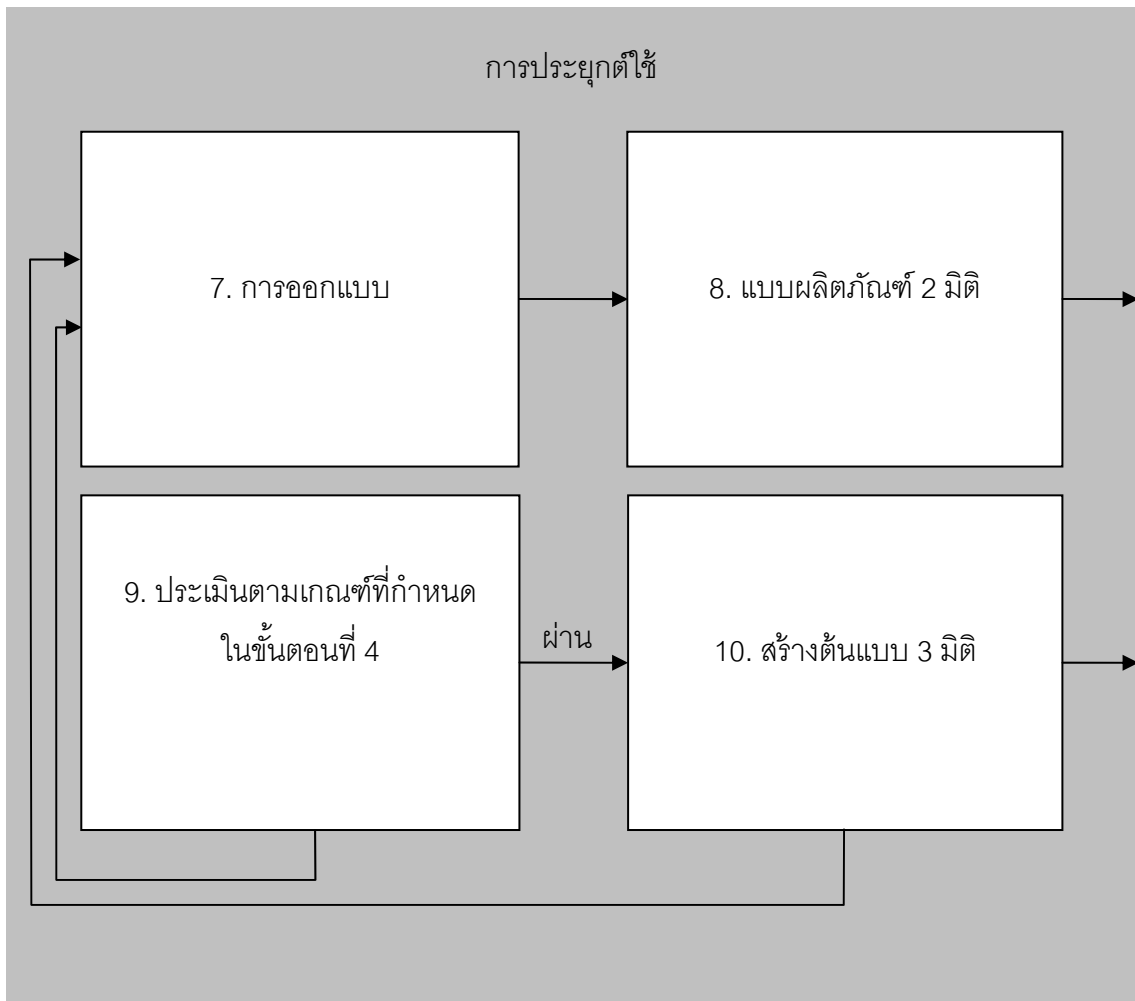 การประยุกต์ใช้
7. การออกแบบ
8. แบบผลิตภัณฑ์ 2 มิติ
9. ประเมินตามเกณฑ์ที่กำหนด
ในขั้นตอนที่ 4
ผ่าน
10. สร้างต้นแบบ 3 มิติ